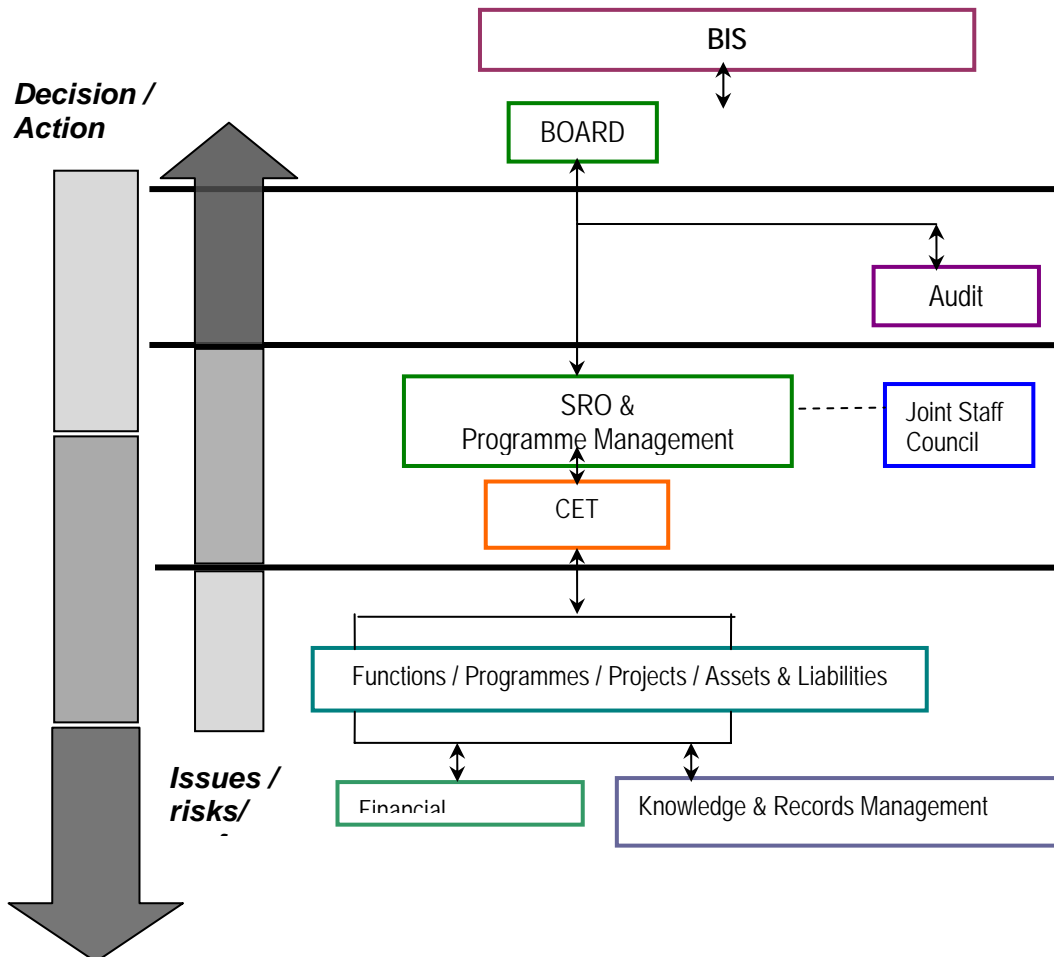 BIS
Decision /
Action
BOARD
Audit
SRO &
Programme Management
Joint Staff
Council
CET
Functions / Programmes / Projects / Assets & Liabilities
Issues /
risks/
Financial
Knowledge & Records Management